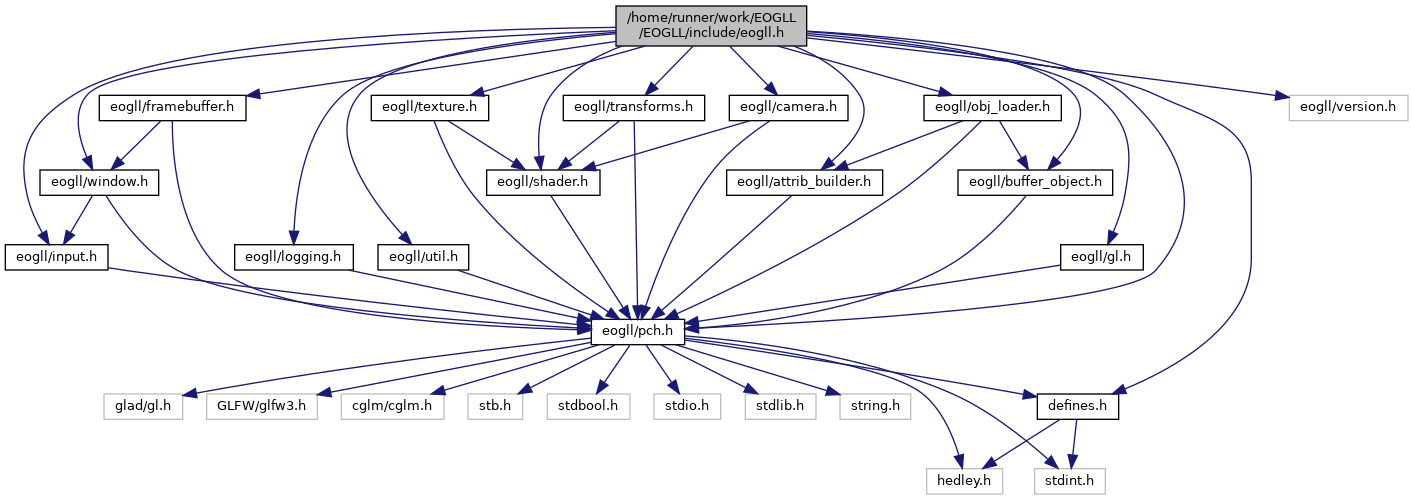 /home/runner/work/EOGLL
/EOGLL/include/eogll.h
eogll/framebuffer.h
eogll/texture.h
eogll/transforms.h
eogll/camera.h
eogll/obj_loader.h
eogll/version.h
eogll/window.h
eogll/shader.h
eogll/attrib_builder.h
eogll/buffer_object.h
eogll/input.h
eogll/logging.h
eogll/util.h
eogll/gl.h
eogll/pch.h
glad/gl.h
GLFW/glfw3.h
cglm/cglm.h
stb.h
stdbool.h
stdio.h
stdlib.h
string.h
defines.h
hedley.h
stdint.h